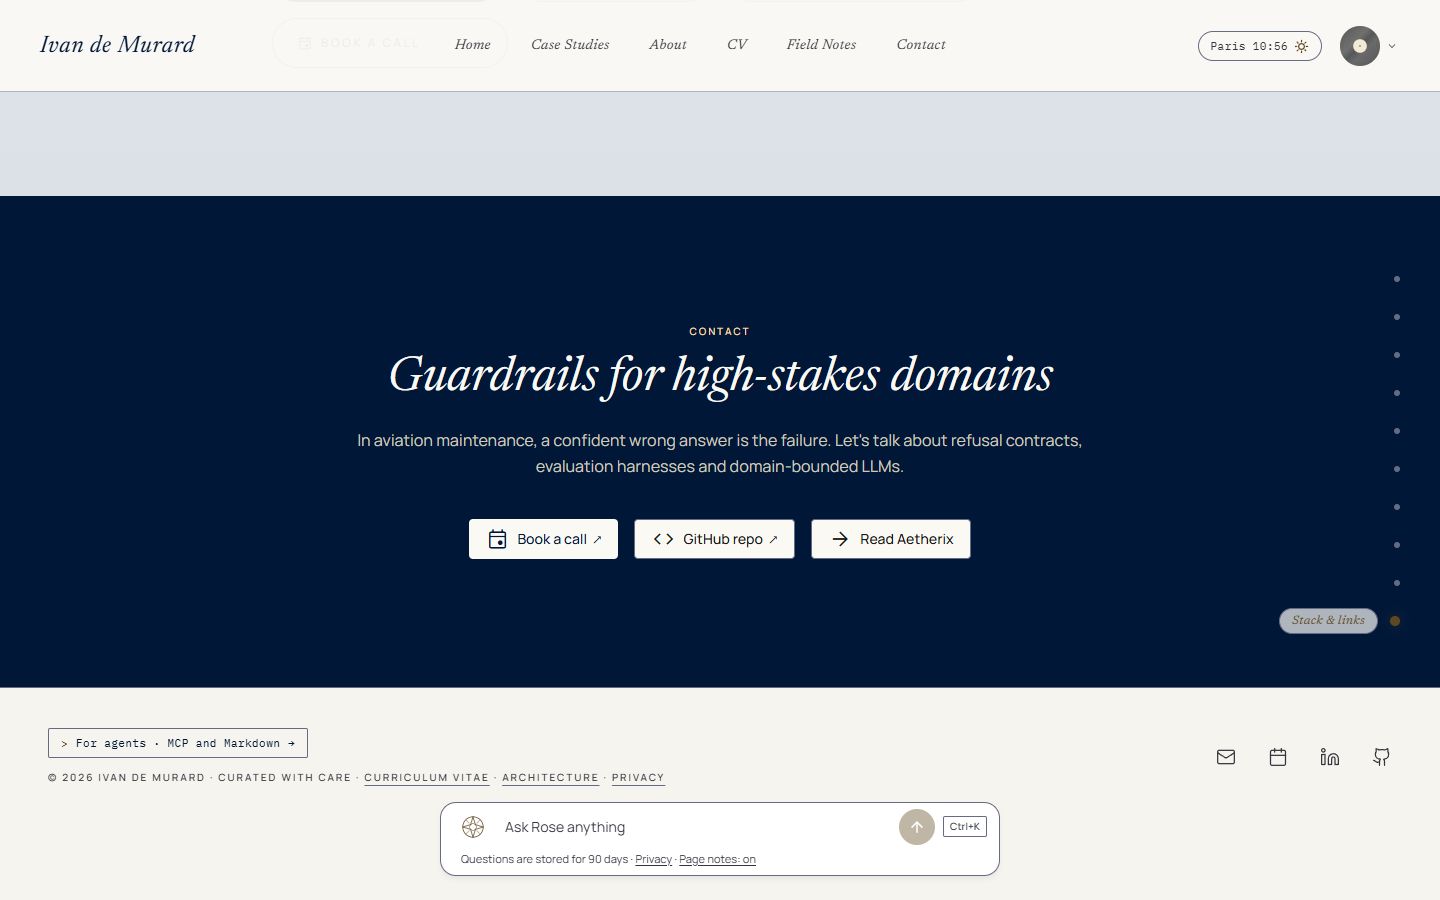 Ivan de Murard
BOOK A CALL
Home
Case Studies
About
CV
Field Notes
Contact
Paris 10:56
CONTACT
Guardrails for high-stakes domains
In aviation maintenance, a confident wrong answer is the failure. Let's talk about refusal contracts,
evaluation harnesses and domain-bounded LLMs.
Book a call ↗
GitHub repo ↗
Read Aetherix
Stack & links
> For agents · MCP and Markdown →
© 2026 IVAN DE MURARD · CURATED WITH CARE · CURRICULUM VITAE · ARCHITECTURE · PRIVACY
Ask Rose anything
Ctrl+K
Questions are stored for 90 days · Privacy · Page notes: on